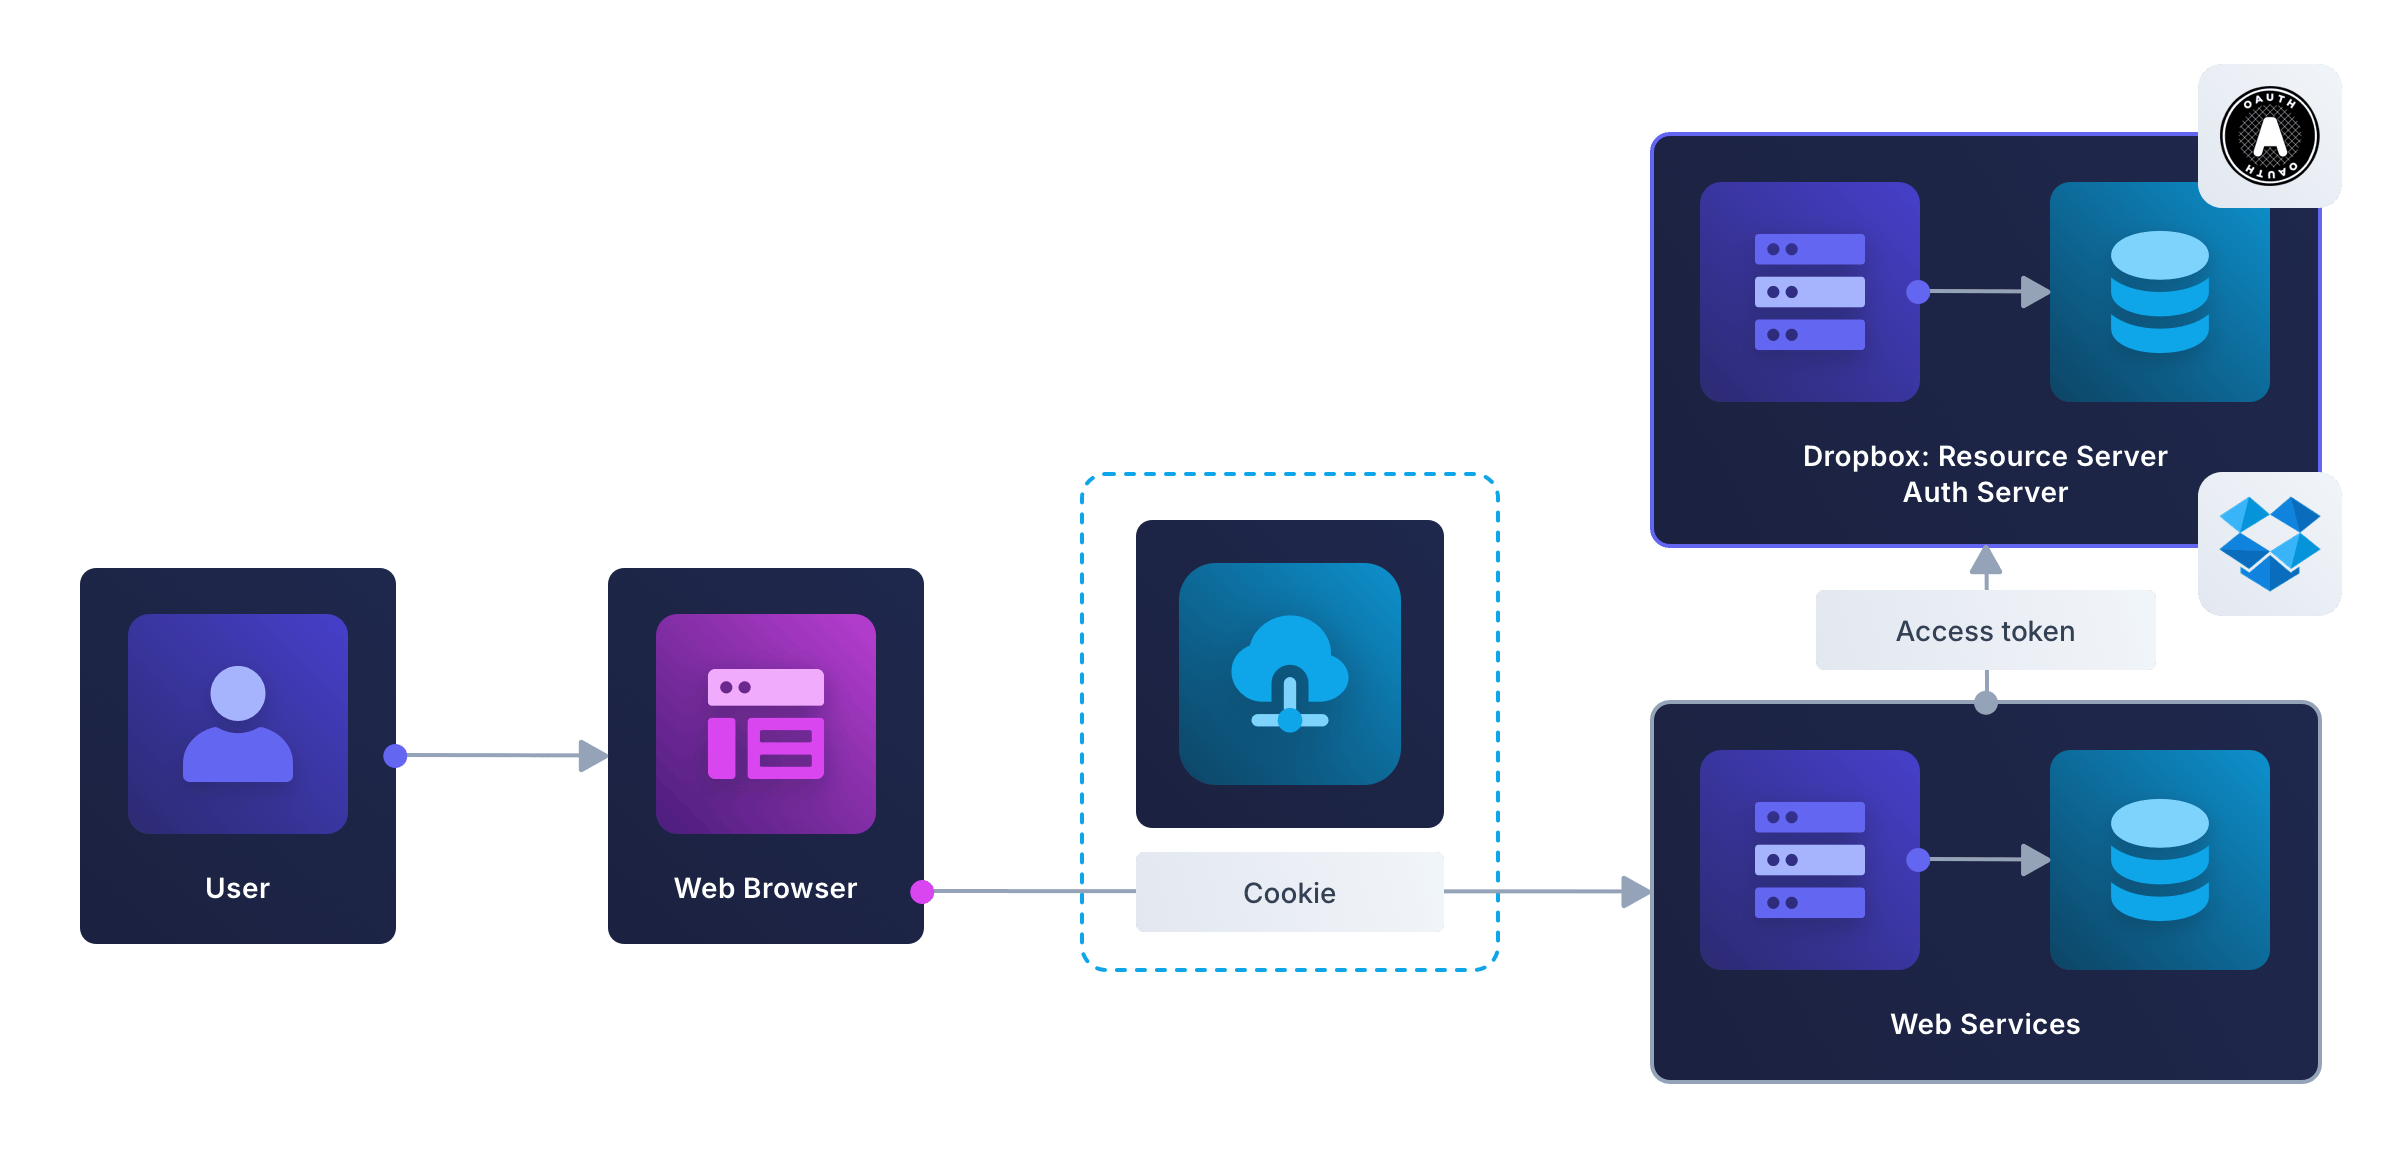 OAUTH
OAUTH
Dropbox: Resource Server
Auth Server
Access token
User
Web Browser
Cookie
Web Services